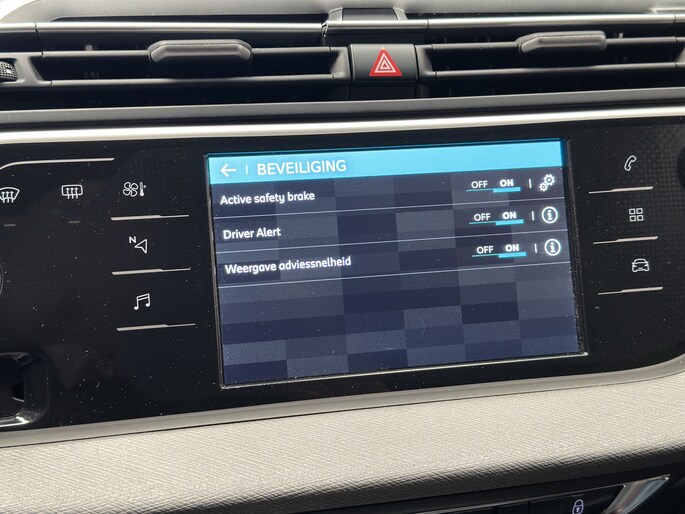 BEVEILIGING
Active safety brake OFF ON
Driver Alert OFF ON
Weergave adviessnelheid OFF ON
N